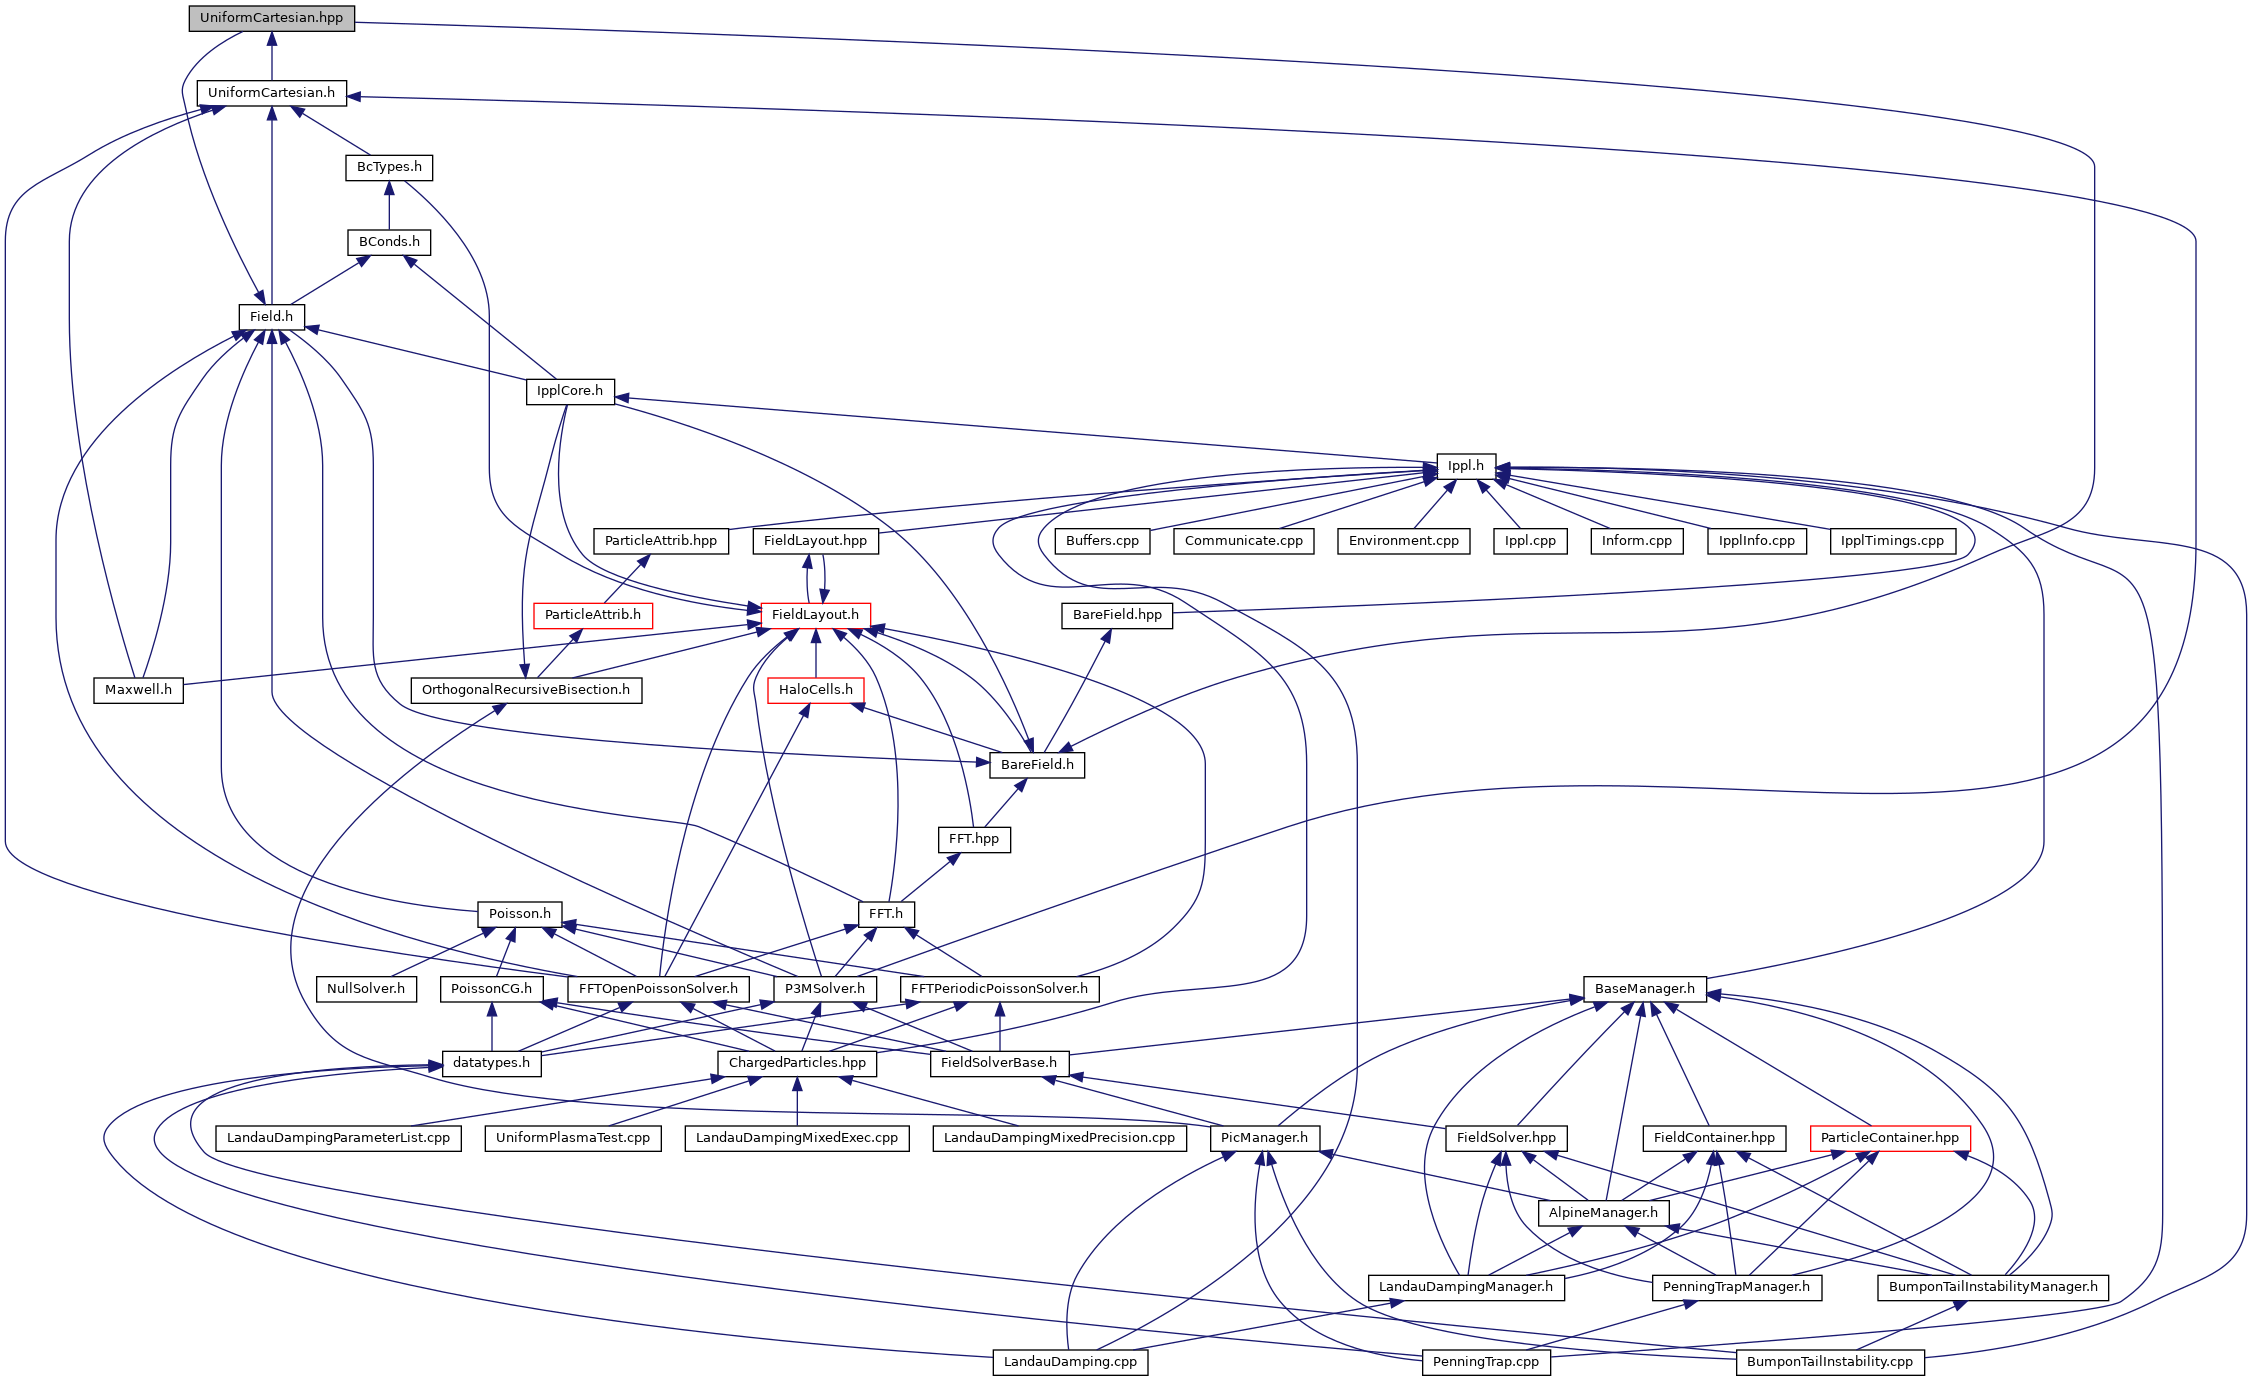 UniformCartesian.hpp
UniformCartesian.h
BcTypes.h
BConds.h
Field.h
IpplCore.h
Ippl.h
ParticleAttrib.hpp
FieldLayout.hpp
Buffers.cpp
Communicate.cpp
Environment.cpp
Ippl.cpp
Inform.cpp
IpplInfo.cpp
IpplTimings.cpp
ParticleAttrib.h
FieldLayout.h
BareField.hpp
Maxwell.h
OrthogonalRecursiveBisection.h
HaloCells.h
BareField.h
FFT.hpp
Poisson.h
FFT.h
NullSolver.h
PoissonCG.h
FFTOpenPoissonSolver.h
P3MSolver.h
FFTPeriodicPoissonSolver.h
BaseManager.h
datatypes.h
ChargedParticles.hpp
FieldSolverBase.h
LandauDampingParameterList.cpp
UniformPlasmaTest.cpp
LandauDampingMixedExec.cpp
LandauDampingMixedPrecision.cpp
PicManager.h
FieldSolver.hpp
FieldContainer.hpp
ParticleContainer.hpp
AlpineManager.h
LandauDampingManager.h
PenningTrapManager.h
BumponTailInstabilityManager.h
LandauDamping.cpp
PenningTrap.cpp
BumponTailInstability.cpp